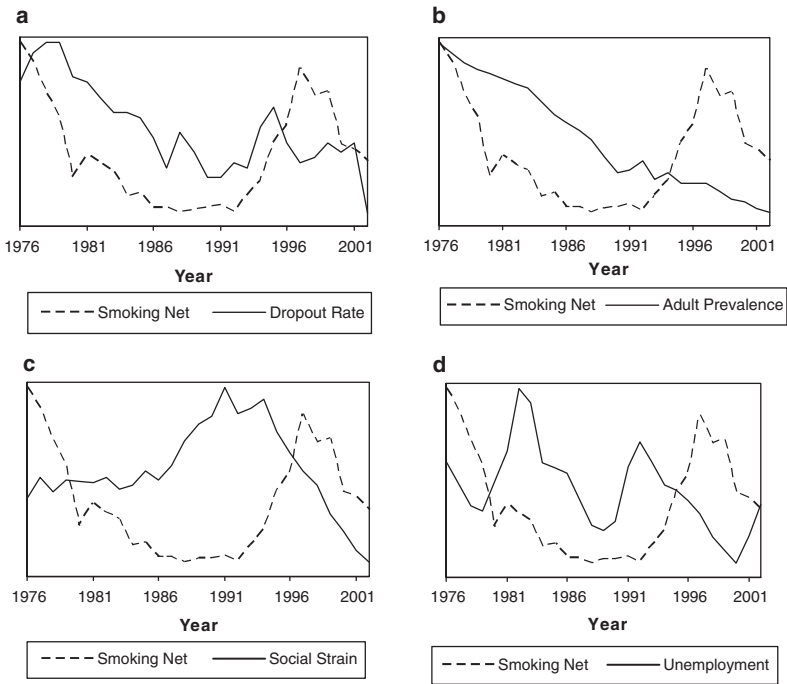 a
1976 1981 1986 1991 1996 2001
Year
Smoking Net Dropout Rate
b
1976 1981 1986 1991 1996 2001
Year
Smoking Net Adult Prevalence
c
1976 1981 1986 1991 1996 2001
Year
Smoking Net Social Strain
d
1976 1981 1986 1991 1996 2001
Year
Smoking Net Unemployment